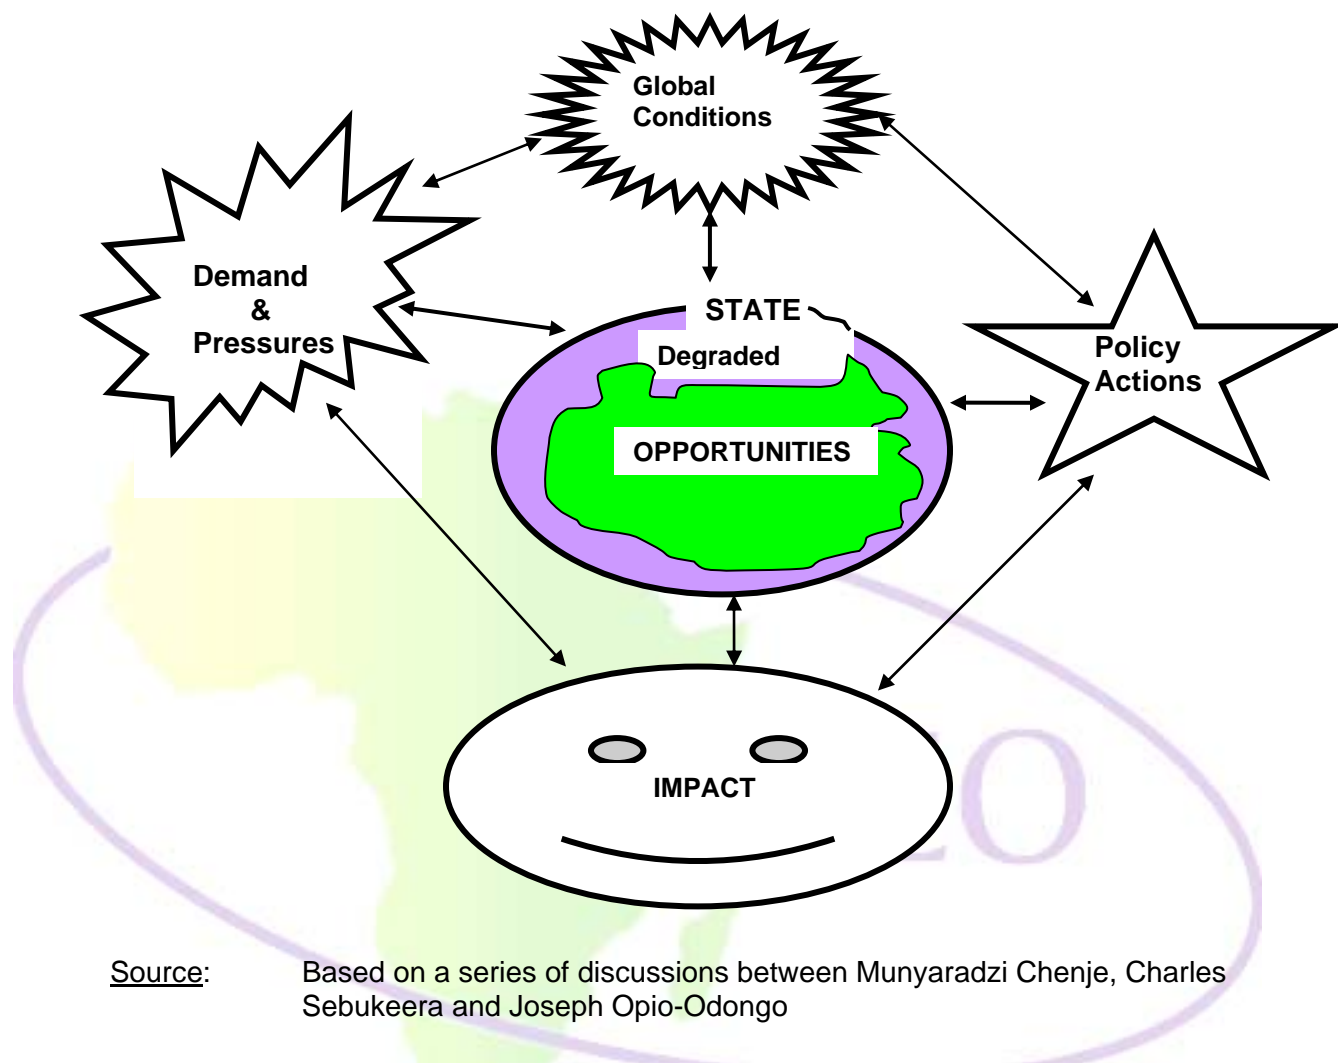 Global
Conditions
Demand
&
Pressures
STATE
Degraded
Policy
Actions
OPPORTUNITIES
IMPACT
Source: Based on a series of discussions between Munyaradzi Chenje, Charles
Sebukeera and Joseph Opio-Odongo